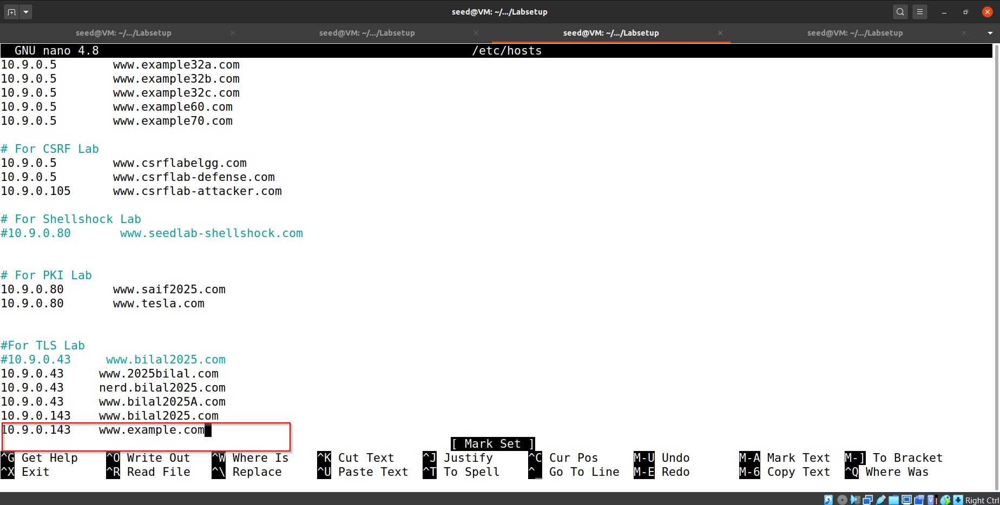 seed@VM: ~/.../Labsetup
seed@VM: ~/.../Labsetup seed@VM: ~/.../Labsetup seed@VM: ~/.../Labsetup seed@VM: ~/.../Labsetup
GNU nano 4.8 /etc/hosts
10.9.0.5 www.example32a.com
10.9.0.5 www.example32b.com
10.9.0.5 www.example32c.com
10.9.0.5 www.example60.com
10.9.0.5 www.example70.com
# For CSRF Lab
10.9.0.5 www.csrflabelgg.com
10.9.0.5 www.csrflab-defense.com
10.9.0.105 www.csrflab-attacker.com
# For Shellshock Lab
#10.9.0.80 www.seedlab-shellshock.com
# For PKI Lab
10.9.0.80 www.saif2025.com
10.9.0.80 www.tesla.com
#For TLS Lab
#10.9.0.43 www.bilal2025.com
10.9.0.43 www.2025bilal.com
10.9.0.43 nerd.bilal2025.com
10.9.0.43 www.bilal2025A.com
10.9.0.143 www.bilal2025.com
10.9.0.143 www.example.com
[ Mark Set ]
^G Get Help ^O Write Out ^W Where Is ^K Cut Text ^J Justify ^C Cur Pos M-U Undo M-A Mark Text M-] To Bracket
^X Exit ^R Read File ^\ Replace ^U Paste Text ^T To Spell ^_ Go To Line M-E Redo M-6 Copy Text ^Q Where Was
Right Ctrl